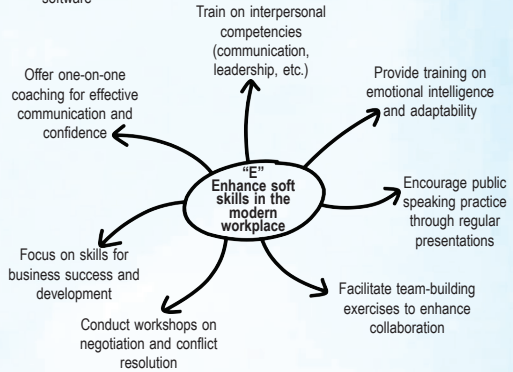 software
Train on interpersonal
competencies
(communication,
leadership, etc.)
Offer one-on-one
coaching for effective
communication and
confidence
Provide training on
emotional intelligence
and adaptability
“E”
Enhance soft
skills in the
modern
workplace
Encourage public
speaking practice
through regular
presentations
Focus on skills for
business success and
development
Facilitate team-building
exercises to enhance
collaboration
Conduct workshops on
negotiation and conflict
resolution